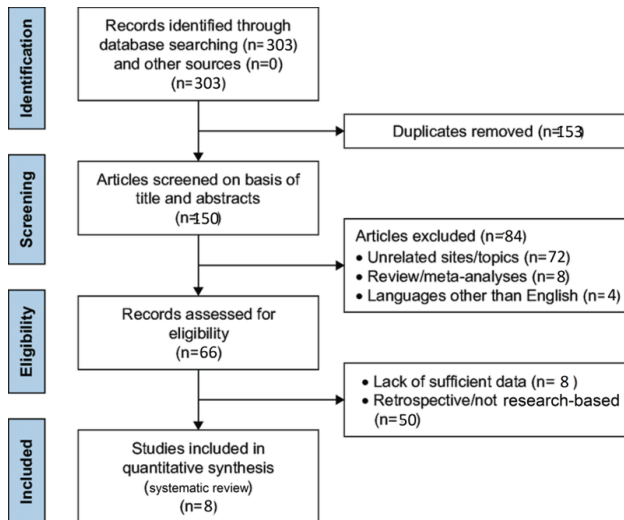 Identification
Records identified through
database searching (n=303)
and other sources (n=0)
(n=303)
Duplicates removed (n=153)
Screening
Articles screened on basis of
title and abstracts
(n=150)
Articles excluded (n=84)
• Unrelated sites/topics (n=72)
• Review/meta-analyses (n=8)
• Languages other than English (n=4)
Eligibility
Records assessed for
eligibility
(n=66)
• Lack of sufficient data (n= 8 )
• Retrospective/not research-based
(n=50)
Included
Studies included in
quantitative synthesis
(systematic review)
(n=8)